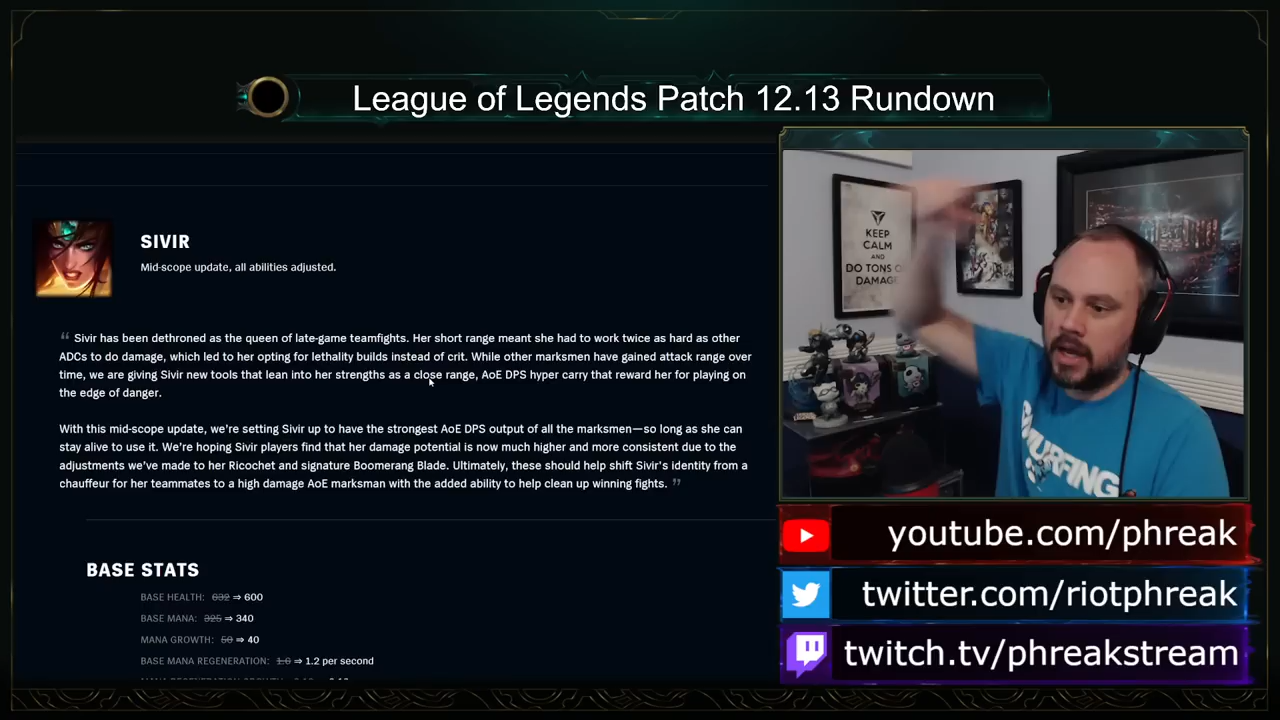 League of Legends Patch 12.13 Rundown
SIVIR
Mid-scope update, all abilities adjusted.
“ Sivir has been dethroned as the queen of late-game teamfights. Her short range meant she had to work twice as hard as other
ADCs to do damage, which led to her opting for lethality builds instead of crit. While other marksmen have gained attack range over
time, we are giving Sivir new tools that lean into her strengths as a close range, AoE DPS hyper carry that reward her for playing on
the edge of danger.
With this mid-scope update, we’re setting Sivir up to have the strongest AoE DPS output of all the marksmen—so long as she can
stay alive to use it. We’re hoping Sivir players find that her damage potential is now much higher and more consistent due to the
adjustments we’ve made to her Ricochet and signature Boomerang Blade. Ultimately, these should help shift Sivir’s identity from a
chauffeur for her teammates to a high damage AoE marksman with the added ability to help clean up winning fights. ”
BASE STATS
BASE HEALTH: 632 ⇒ 600
BASE MANA: 325 ⇒ 340
MANA GROWTH: 50 ⇒ 40
BASE MANA REGENERATION: 1.6 ⇒ 1.2 per second
KEEP
CALM
AND
DO TONS O
DAMAGE
SMURFING
youtube.com/phreak
twitter.com/riotphreak
twitch.tv/phreakstream